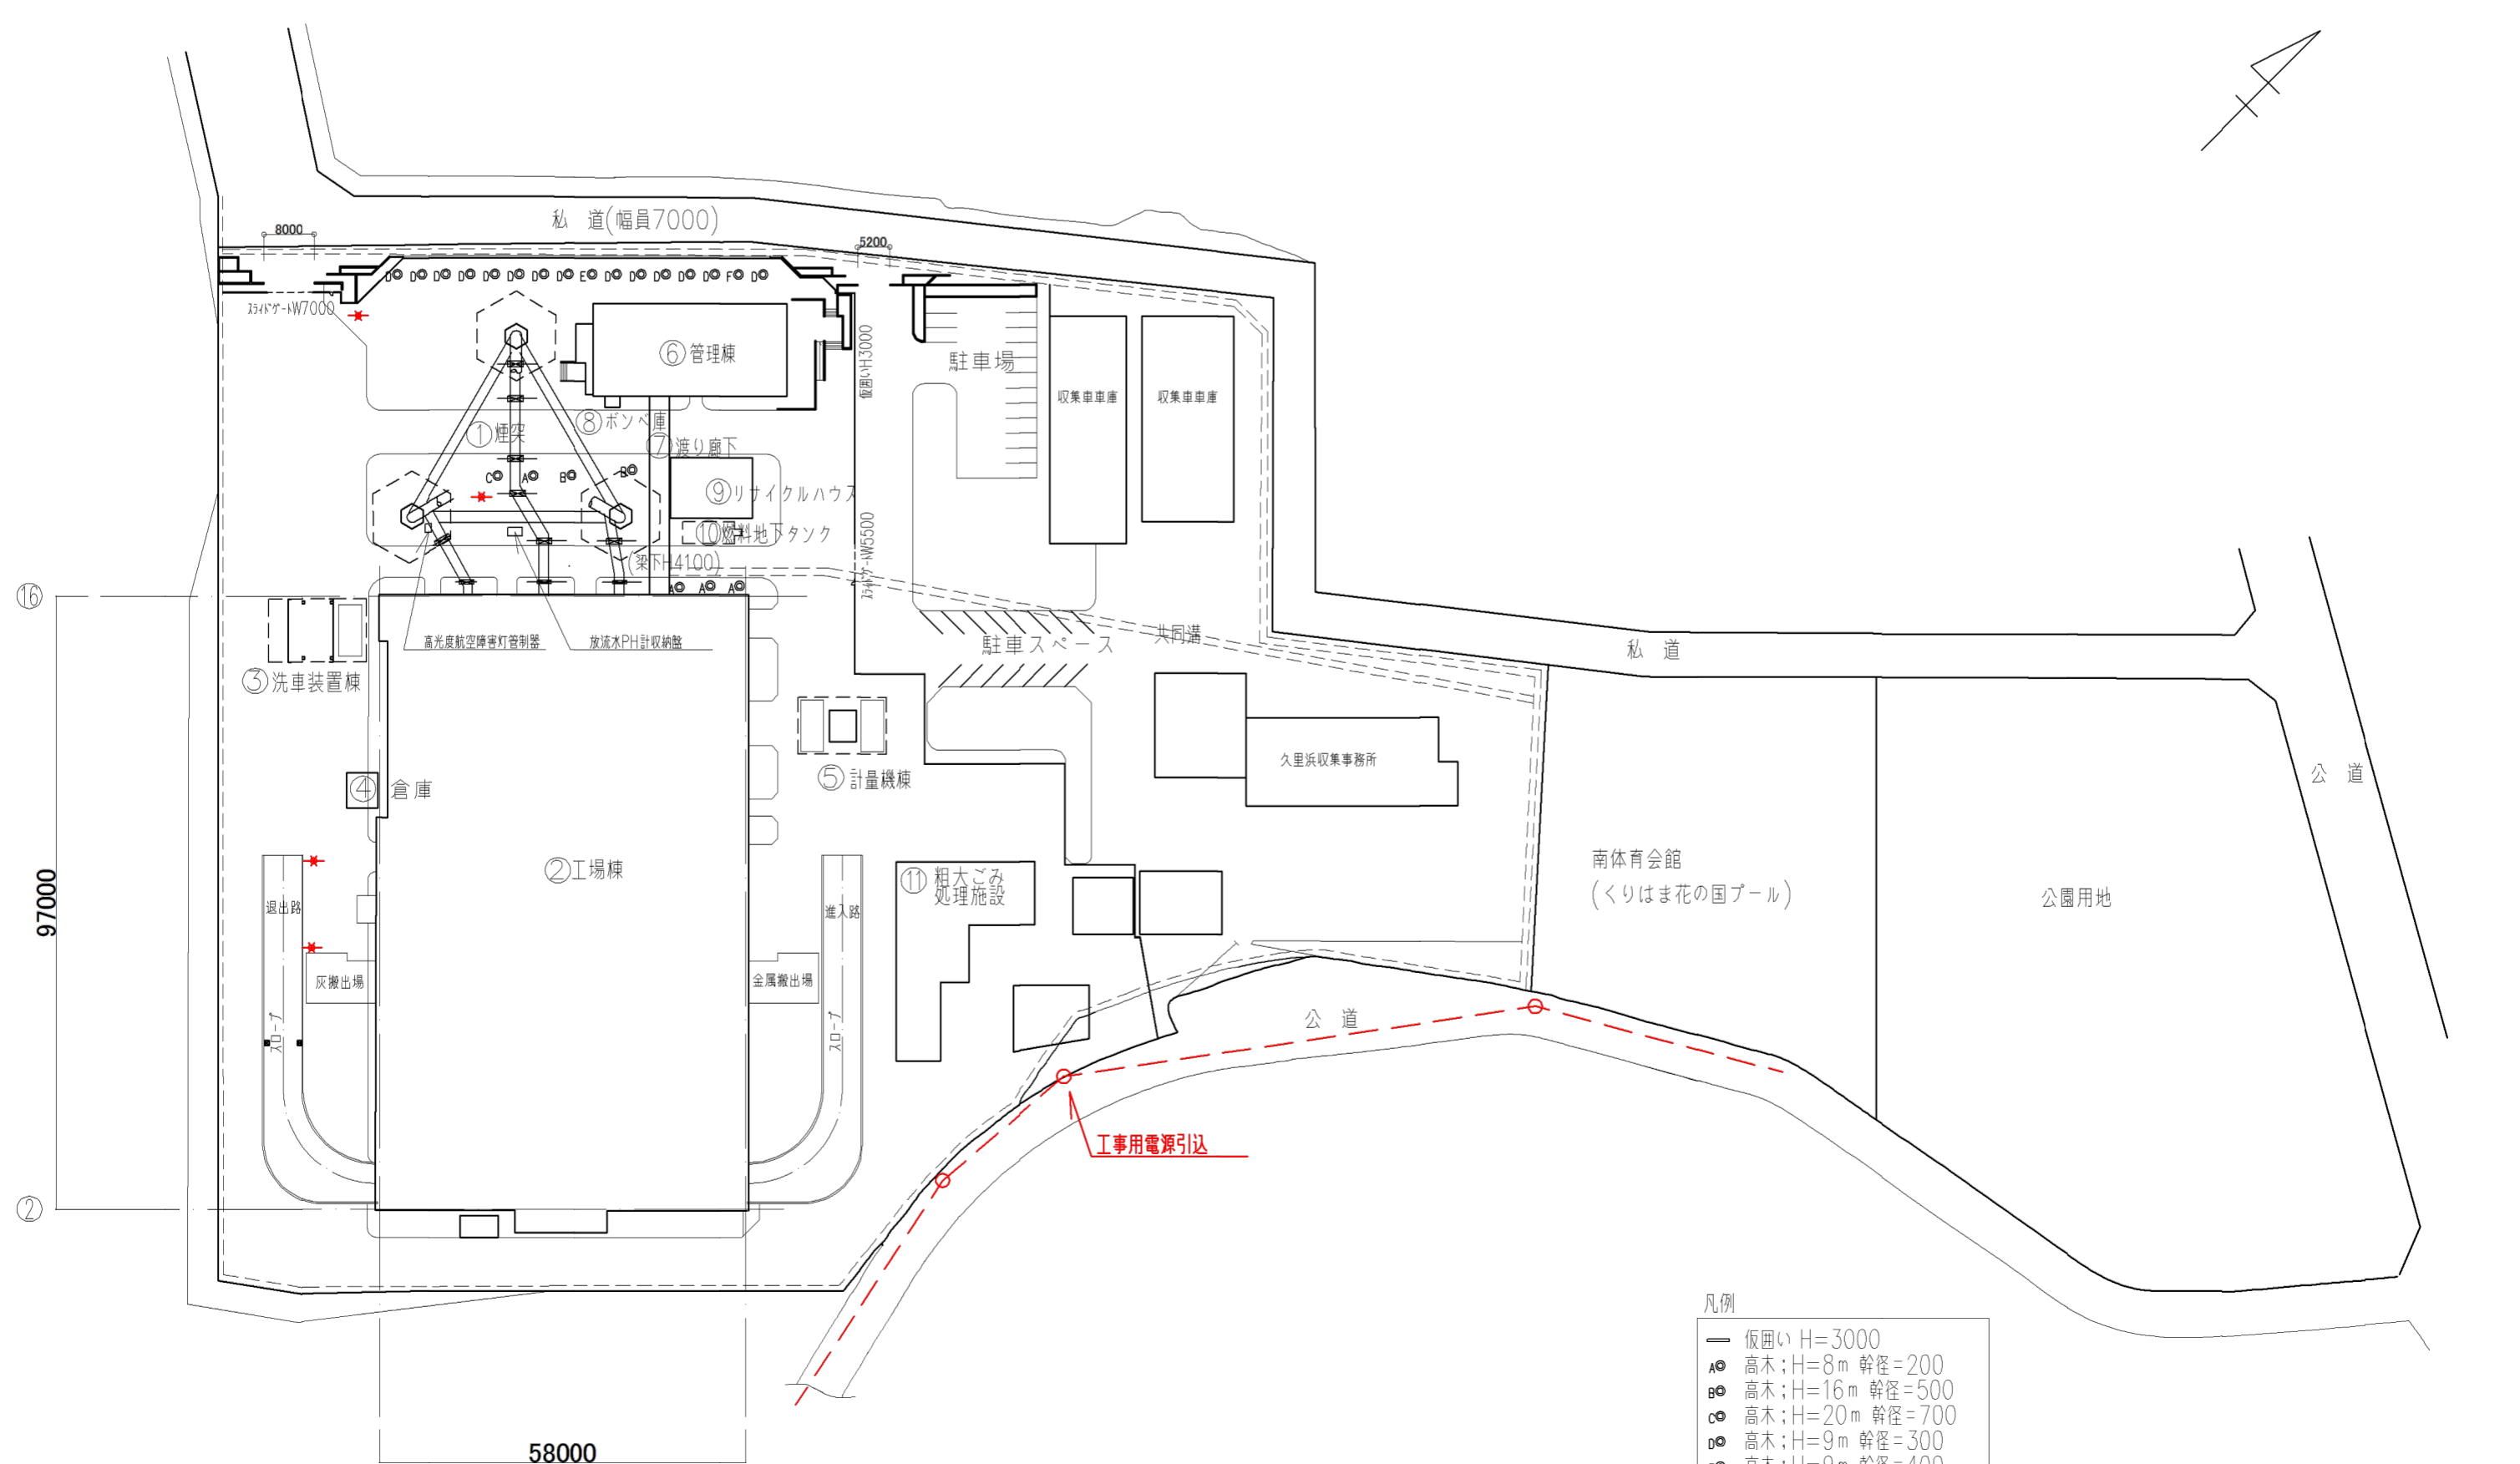 私 道(幅員7000)
8000
5200
D D D D D D D D E D D D D D F D
スライドゲートW7000
⑥管理棟
仮囲いH3000
駐車場
収集車車庫
収集車車庫
①煙突
⑧ボンベ庫
⑦渡り廊下
C A B B
⑨リサイクルハウス
⑩燃料地下タンク
(梁下H4100)
スライドゲートW5500
A A A
⑯
高光度航空障害灯管制器
放流水PH計収納盤
駐車スペース
共同溝
私 道
③洗車装置棟
⑤計量機棟
久里浜収集事務所
公 道
④倉庫
②工場棟
⑪粗大ごみ
処理施設
南体育会館
(くりはま花の国プール)
公園用地
97000
退出路
進入路
灰搬出場
金属搬出場
スロープ
スロープ
公 道
工事用電源引込
②
58000
凡例
仮囲い H=3000
A 高木;H=8m 幹径=200
B 高木;H=16m 幹径=500
C 高木;H=20m 幹径=700
D 高木;H=9m 幹径=300
高木;H=9m 幹径=400